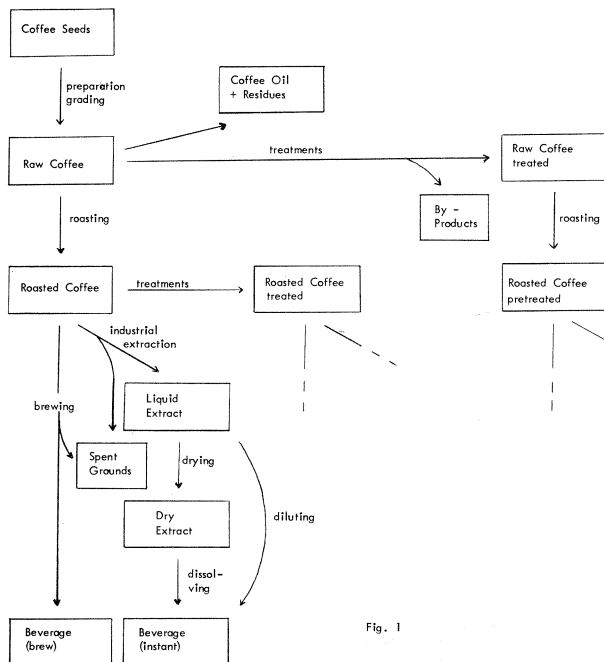 Coffee Seeds
preparation
grading
Coffee Oil
+ Residues
Raw Coffee
treatments
Raw Coffee
treated
By -
Products
roasting
roasting
Roasted Coffee
treatments
Roasted Coffee
treated
Roasted Coffee
pretreated
industrial
extraction
brewing
Liquid
Extract
Spent
Grounds
drying
Dry
Extract
diluting
dissol-
ving
Beverage
(brew)
Beverage
(instant)
Fig. 1